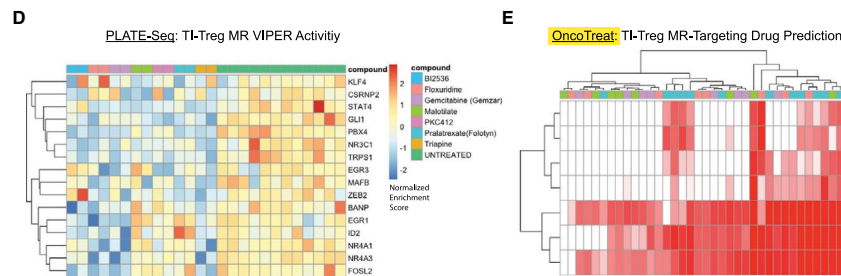 D
PLATE-Seq: TI-Treg MR VIPER Activitiy
compound
KLF4
CSRNP2
STAT4
GLI1
PBX4
NR3C1
TRPS1
EGR3
MAFB
ZEB2
BANP
EGR1
ID2
NR4A1
NR4A3
FOSL2
2
1
0
-1
-2
Normalized
Enrichment
Score
compound
BI2536
Floxuridine
Gemcitabine (Gemzar)
Malotilate
PKC412
Pralatrexate(Folotyn)
Triapine
UNTREATED
E
OncoTreat: TI-Treg MR-Targeting Drug Prediction